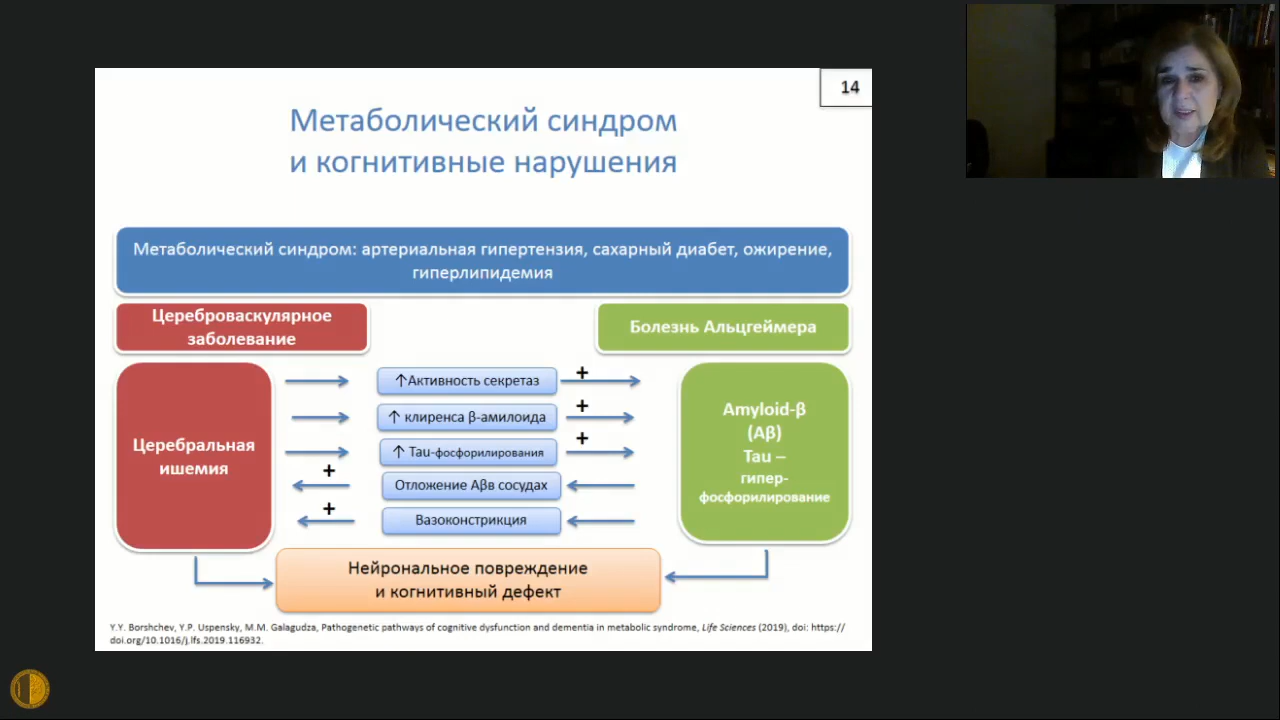 14
Метаболический синдром
и когнитивные нарушения
Метаболический синдром: артериальная гипертензия, сахарный диабет, ожирение,
гиперлипидемия
Цереброваскулярное
заболевание
Болезнь Альцгеймера
Церебральная
ишемия
↑Активность секретаз
+
↑ клиренса β-амилоида
+
↑ Tau-фосфорилирования
+
+
Отложение Aβв сосудах
+
Вазоконстрикция
Amyloid-β
(Aβ)
Tau –
гипер-
фосфорилирование
Нейрональное повреждение
и когнитивный дефект
Y.Y. Borshchev, Y.P. Uspensky, M.M. Galagudza, Pathogenetic pathways of cognitive dysfunction and dementia in metabolic syndrome, Life Sciences (2019), doi: https://
doi.org/10.1016/j.lfs.2019.116932.